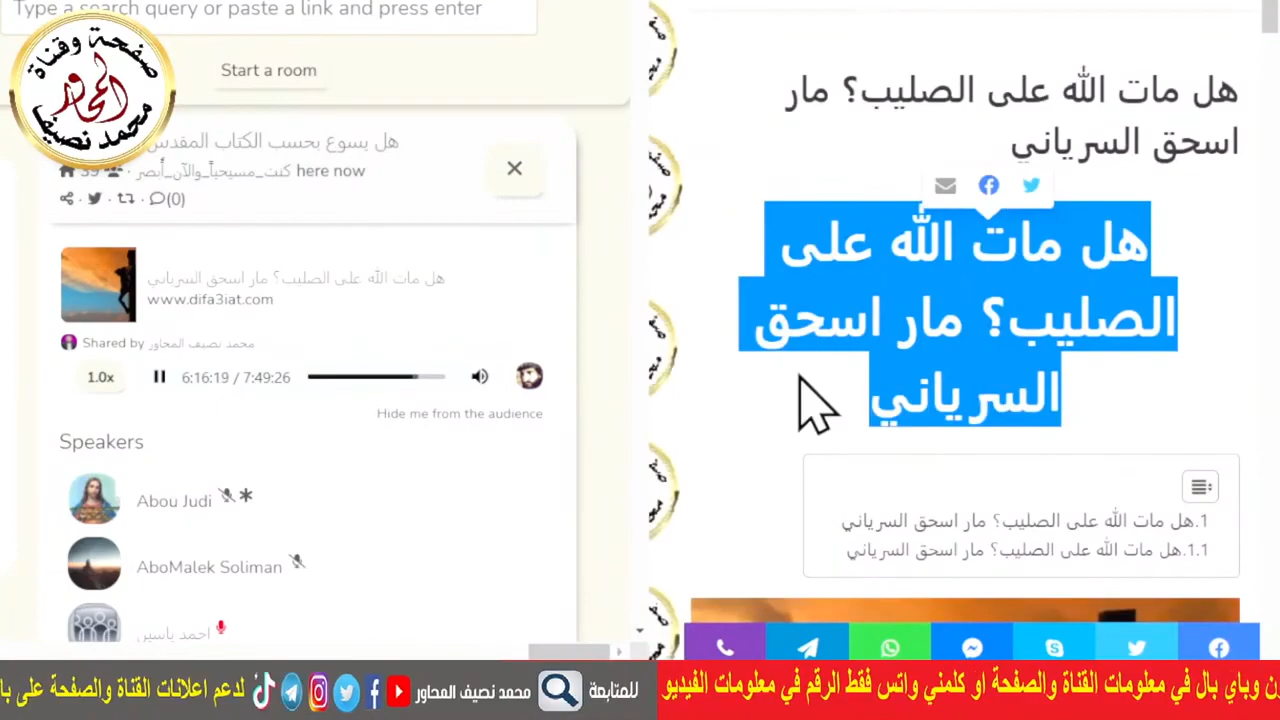 Type a search query or paste a link and press enter
صفحة وقناة
المحاور
محمد نصيف
Start a room
هل يسوع بحسب الكتاب المقدس
39 · كنت_مسيحياً_والآن_أبصر here now
(0)
هل مات الله على الصليب؟ مار اسحق السرياني
www.difa3iat.com
Shared by محمد نصيف المحاور
1.0x 6:16:19 / 7:49:26
Hide me from the audience
Speakers
Abou Judi
AboMalek Soliman
احمد ياسين
هل مات الله على الصليب؟ مار
اسحق السرياني
هل مات الله على
الصليب؟ مار اسحق
السرياني
1.هل مات الله على الصليب؟ مار اسحق السرياني
1.1.هل مات الله على الصليب؟ مار اسحق السرياني
للمتابعة محمد نصيف المحاور لدعم اعلانات القناة والصفحة على
وباي بال في معلومات القناة والصفحة او كلمني واتس فقط الرقم في معلومات الفيديو